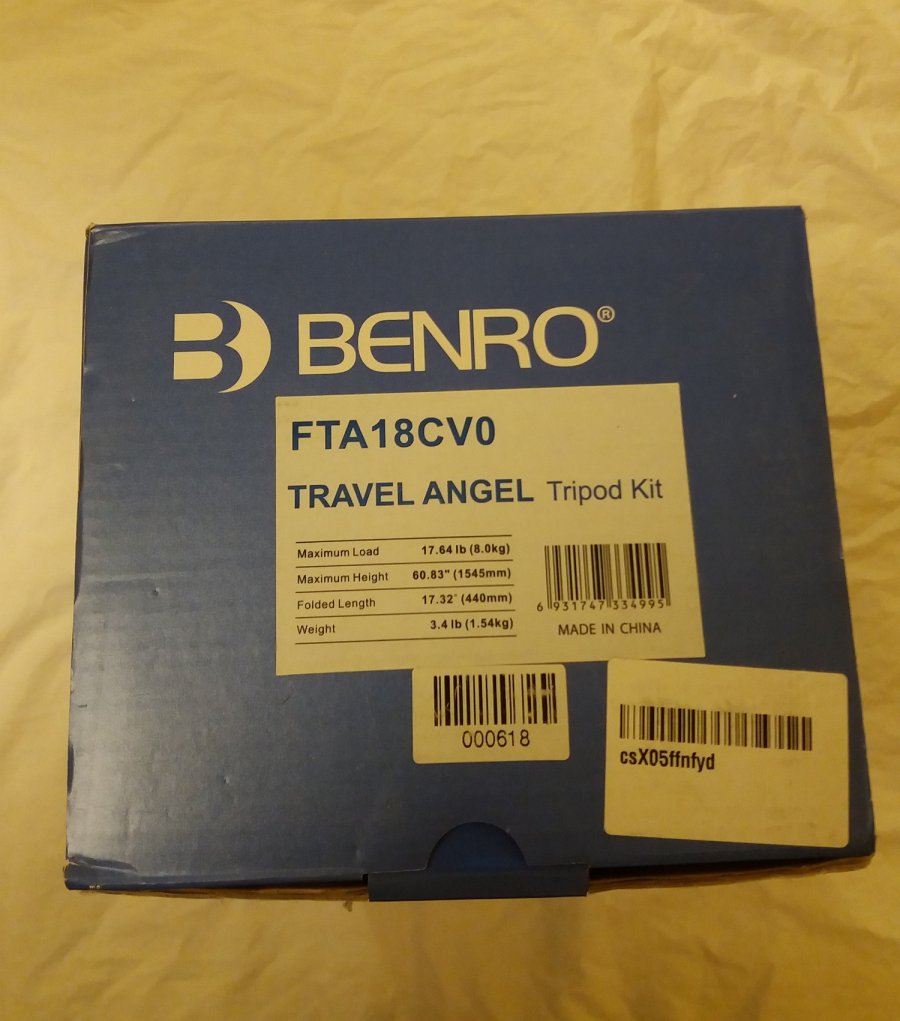 BENRO®
FTA18CV0
TRAVEL ANGEL Tripod Kit
Maximum Load 17.64 lb (8.0kg)
Maximum Height 60.83" (1545mm)
Folded Length 17.32" (440mm)
Weight 3.4 lb (1.54kg)
6 931747 334995
MADE IN CHINA
000618
csX05ffnfyd